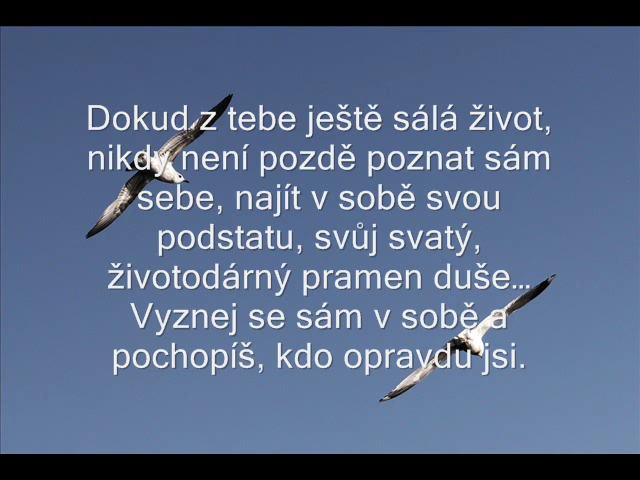 Dokud z tebe ještě sálá život,
nikdy není pozdě poznat sám
sebe, najít v sobě svou
podstatu, svůj svatý,
životodárný pramen duše...
Vyznej se sám v sobě a
pochopíš, kdo opravdu jsi.